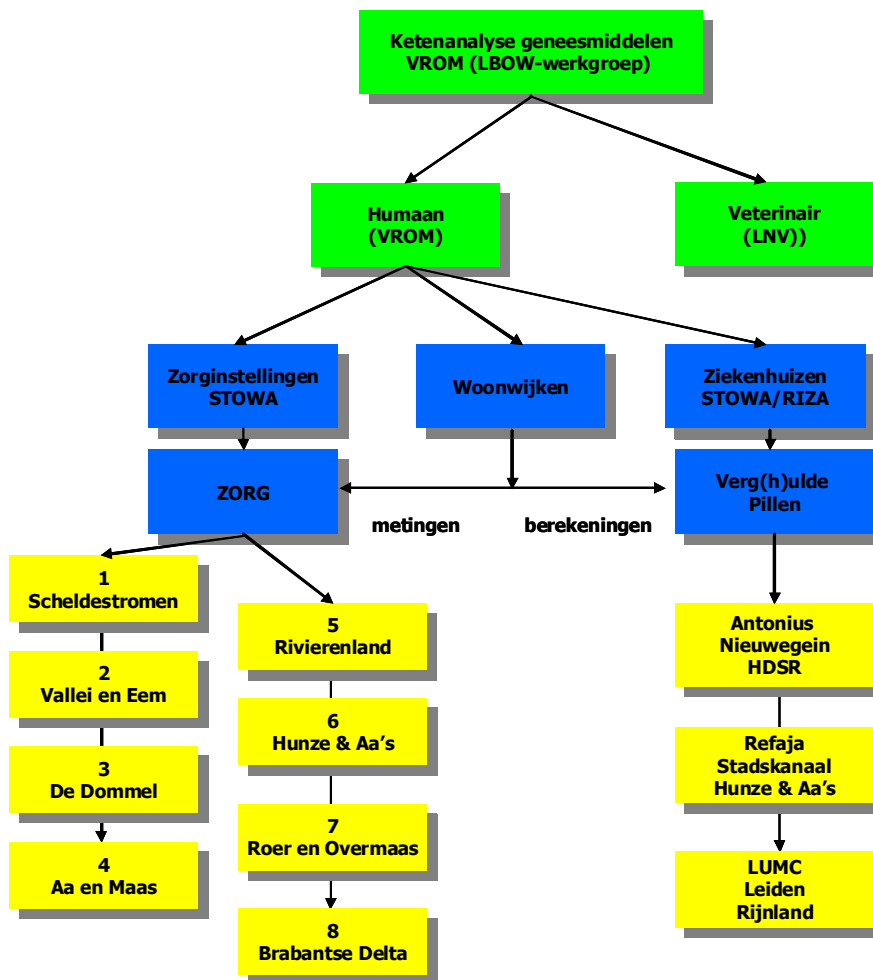 Ketenanalyse geneesmiddelen
VROM (LBOW-werkgroep)
Humaan
(VROM)
Veterinair
(LNV))
Zorginstellingen
STOWA
Woonwijken
Ziekenhuizen
STOWA/RIZA
ZORG
metingen
berekeningen
Verg(h)ulde
Pillen
1
Scheldestromen
2
Vallei en Eem
3
De Dommel
4
Aa en Maas
5
Rivierenland
6
Hunze & Aa's
7
Roer en Overmaas
8
Brabantse Delta
Antonius
Nieuwegein
HDSR
Refaja
Stadskanaal
Hunze & Aa's
LUMC
Leiden
Rijnland